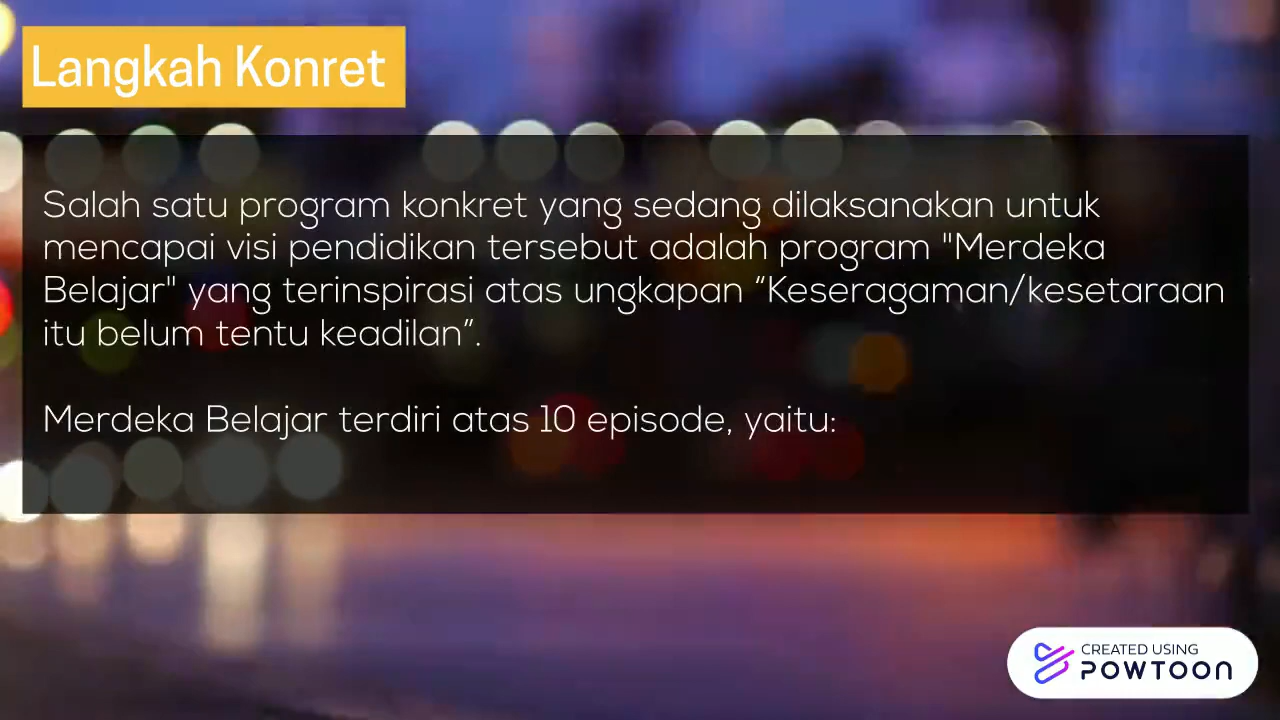 Langkah Konret
Salah satu program konkret yang sedang dilaksanakan untuk
mencapai visi pendidikan tersebut adalah program "Merdeka
Belajar" yang terinspirasi atas ungkapan “Keseragaman/kesetaraan
itu belum tentu keadilan”.
Merdeka Belajar terdiri atas 10 episode, yaitu:
CREATED USING
POWTOON